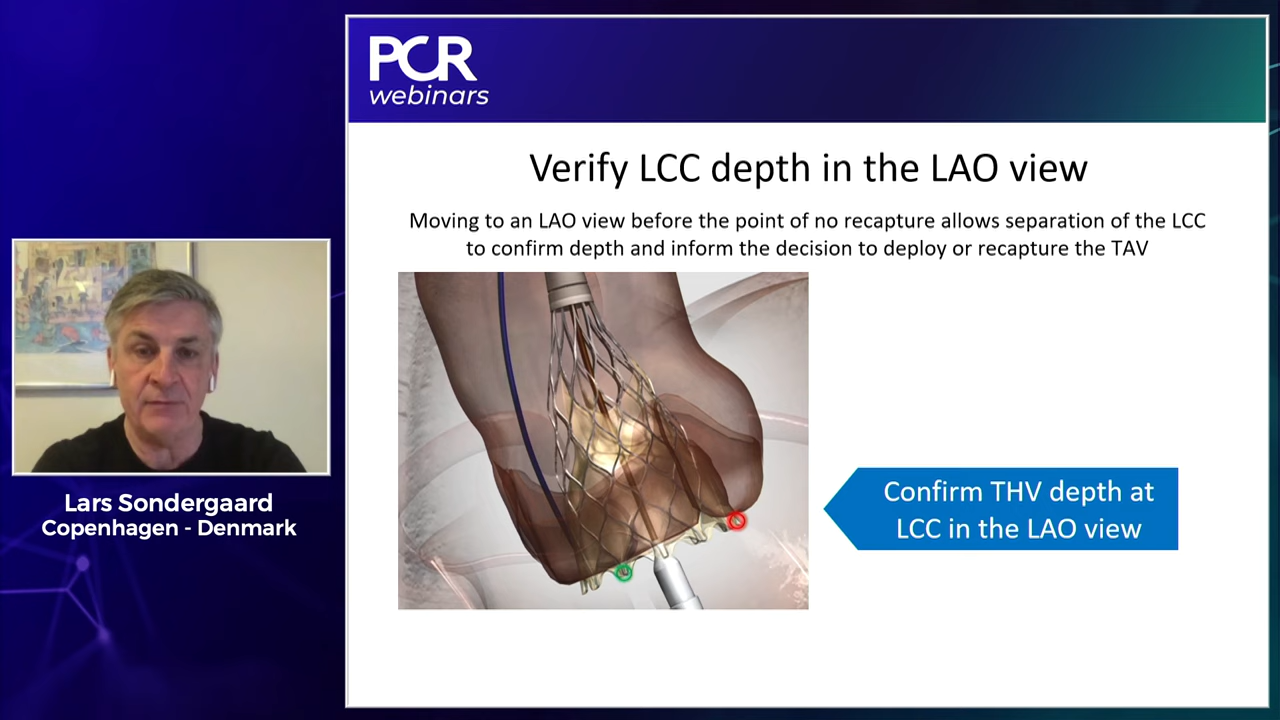 PCR
webinars
Verify LCC depth in the LAO view
Moving to an LAO view before the point of no recapture allows separation of the LCC
to confirm depth and inform the decision to deploy or recapture the TAV
Confirm THV depth at
LCC in the LAO view
Lars Sondergaard
Copenhagen - Denmark